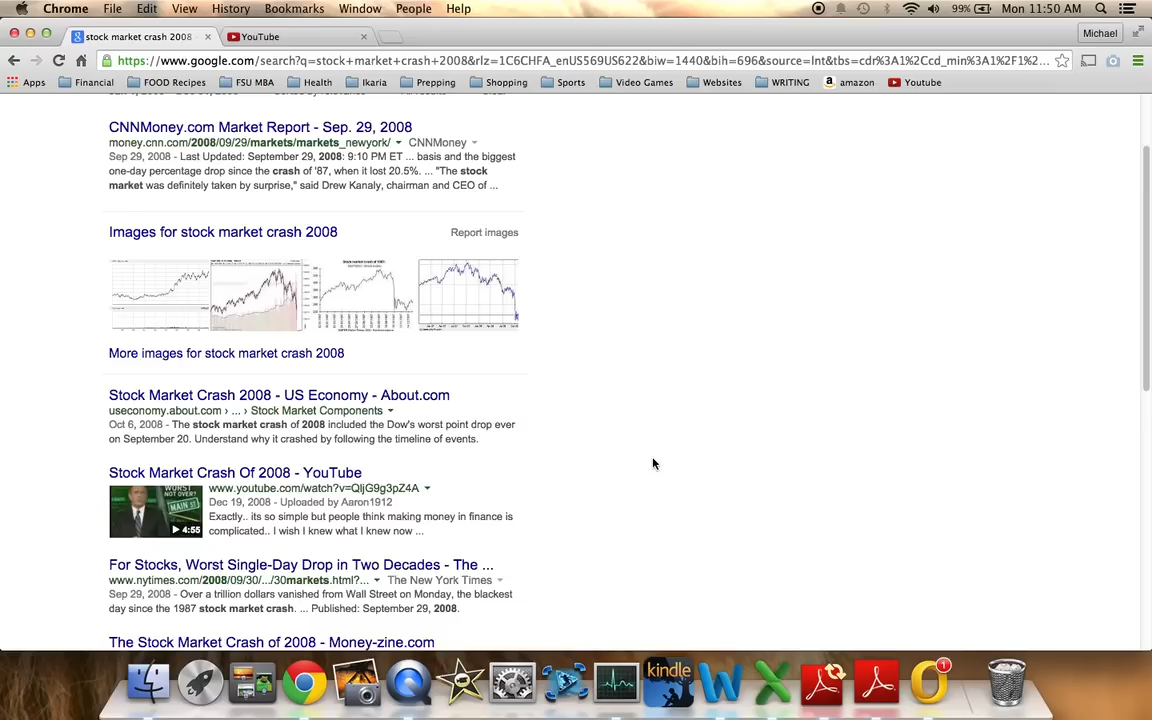 Chrome File Edit View History Bookmarks Window People Help 99% Mon 11:50 AM
stock market crash 2008 YouTube Michael
https://www.google.com/search?q=stock+market+crash+2008&rlz=1C6CHFA_enUS569US622&biw=1440&bih=696&source=lnt&tbs=cdr%3A1%2Ccd_min%3A1%2F1%2...
Apps Financial FOOD Recipes FSU MBA Health Ikaria Prepping Shopping Sports Video Games Websites WRITING amazon Youtube
CNNMoney.com Market Report - Sep. 29, 2008
money.cnn.com/2008/09/29/markets/markets_newyork/ CNNMoney
Sep 29, 2008 - Last Updated: September 29, 2008: 9:10 PM ET ... basis and the biggest
one-day percentage drop since the crash of '87, when it lost 20.5%. ... "The stock
market was definitely taken by surprise," said Drew Kanaly, chairman and CEO of ...
Images for stock market crash 2008 Report images
More images for stock market crash 2008
Stock Market Crash 2008 - US Economy - About.com
useconomy.about.com › ... › Stock Market Components
Oct 6, 2008 - The stock market crash of 2008 included the Dow's worst point drop ever
on September 20. Understand why it crashed by following the timeline of events.
Stock Market Crash Of 2008 - YouTube
www.youtube.com/watch?v=QljG9g3pZ4A
Dec 19, 2008 - Uploaded by Aaron1912
Exactly.. its so simple but people think making money in finance is
complicated.. I wish I knew what I knew now ...
WORST
NOT OVER?
MAIN ST
4:55
For Stocks, Worst Single-Day Drop in Two Decades - The ...
www.nytimes.com/2008/09/30/.../30markets.html?... The New York Times
Sep 29, 2008 - Over a trillion dollars vanished from Wall Street on Monday, the blackest
day since the 1987 stock market crash. ... Published: September 29, 2008.
The Stock Market Crash of 2008 - Money-zine.com
kindle
1